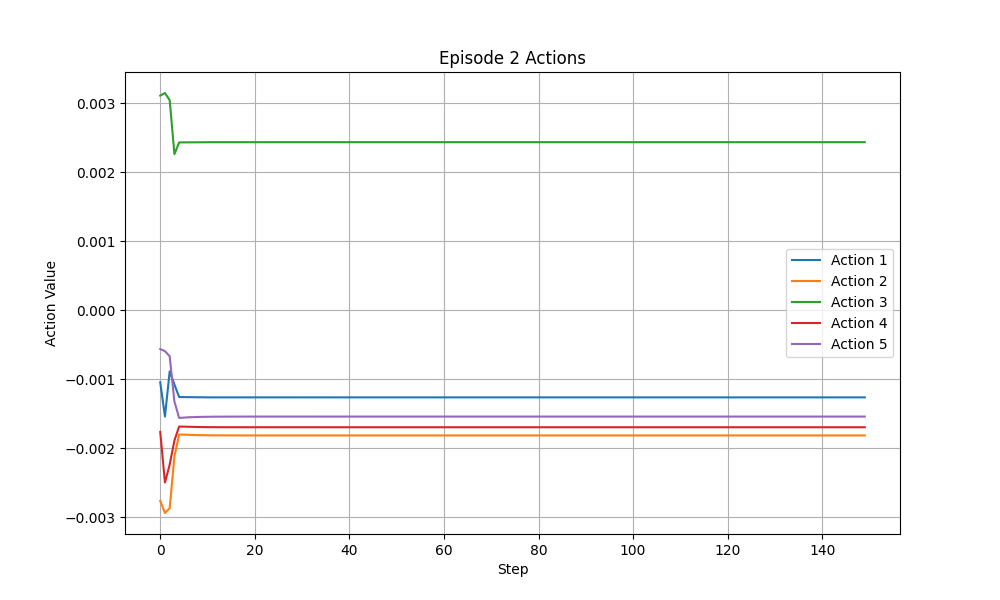 Episode 2 Actions
Action Value
0.003
0.002
0.001
0.000
−0.001
−0.002
−0.003
Action 1
Action 2
Action 3
Action 4
Action 5
0 20 40 60 80 100 120 140
Step